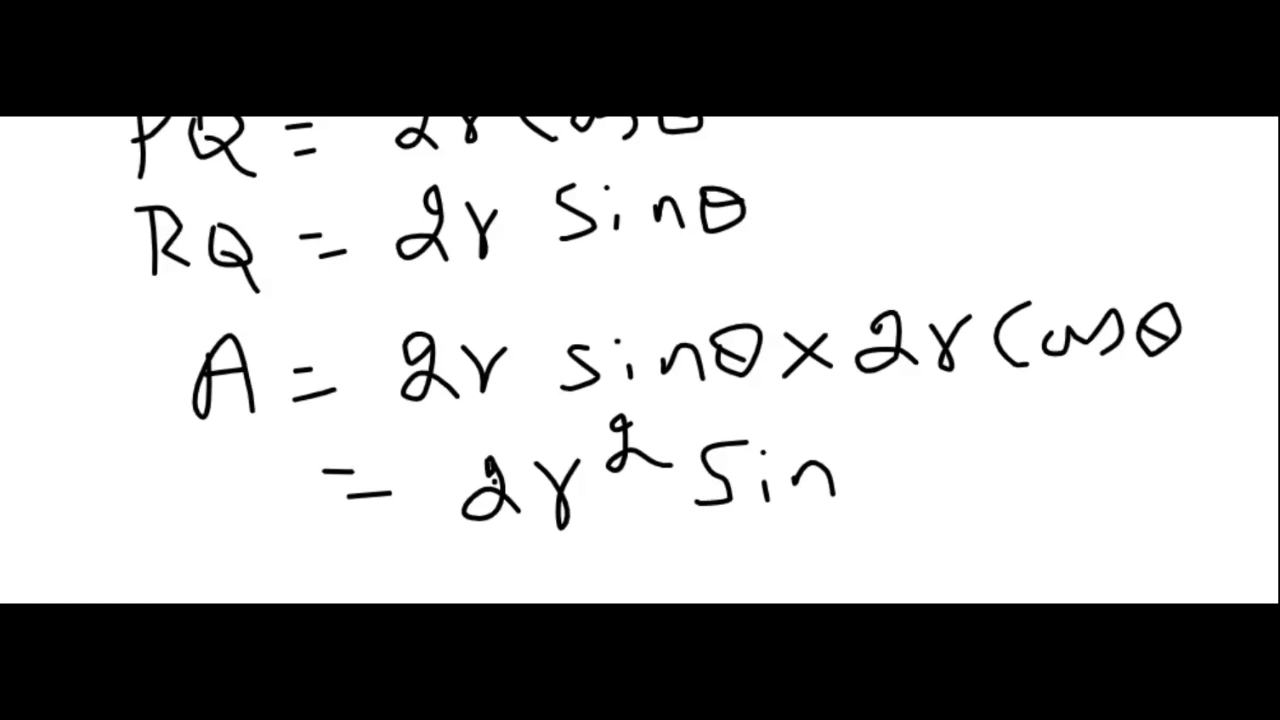 PQ = 2r Cosθ
RQ = 2r Sinθ
A = 2r sinθ × 2r Cosθ
= 2r² Sin